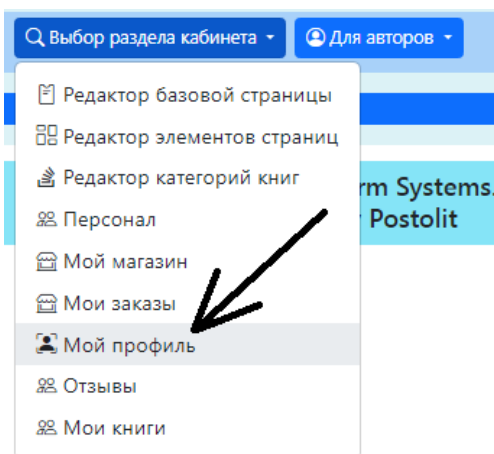 Выбор раздела кабинета
Для авторов
Редактор базовой страницы
Редактор элементов страниц
Редактор категорий книг
rm Systems.
Персонал
Postolit
Мой магазин
Мои заказы
Мой профиль
Отзывы
Мои книги